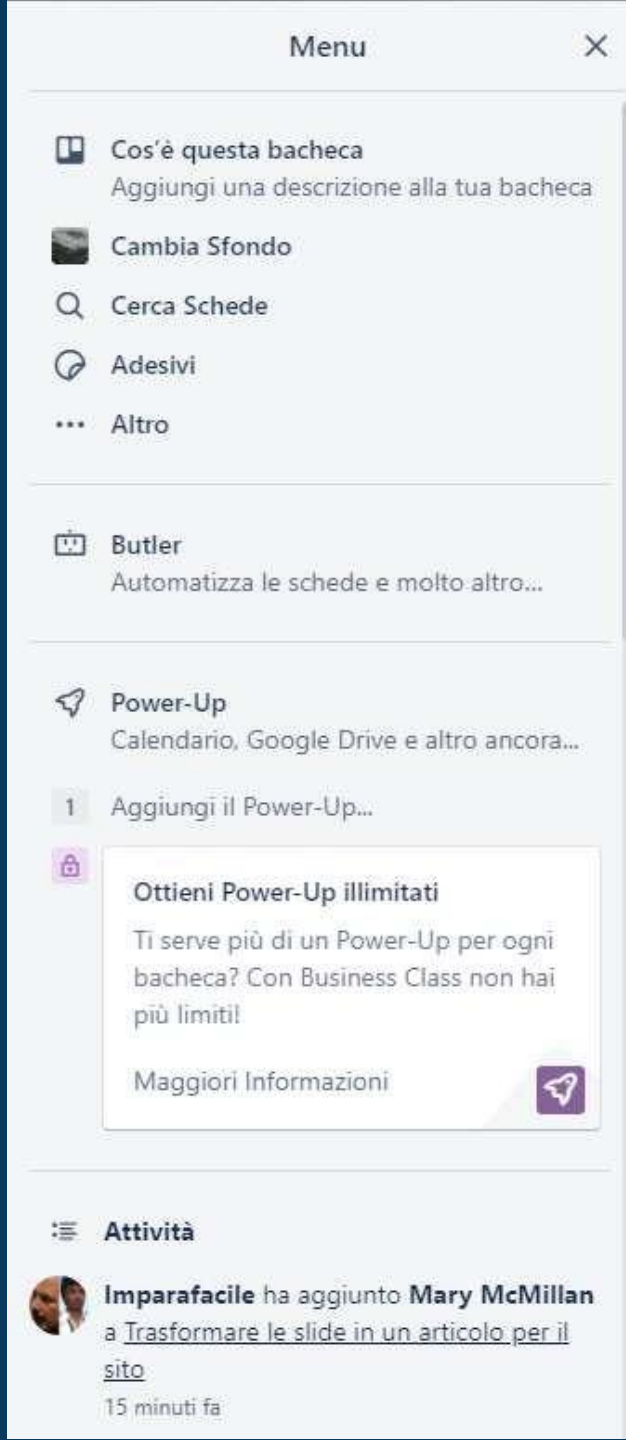 Menu
Cos'è questa bacheca
Aggiungi una descrizione alla tua bacheca
Cambia Sfondo
Cerca Schede
Adesivi
Altro
Butler
Automatizza le schede e molto altro...
Power-Up
Calendario, Google Drive e altro ancora...
1 Aggiungi il Power-Up...
Ottieni Power-Up illimitati
Ti serve più di un Power-Up per ogni
bacheca? Con Business Class non hai
più limiti!
Maggiori Informazioni
Attività
Imparafacile ha aggiunto Mary McMillan
a Trasformare le slide in un articolo per il
sito
15 minuti fa